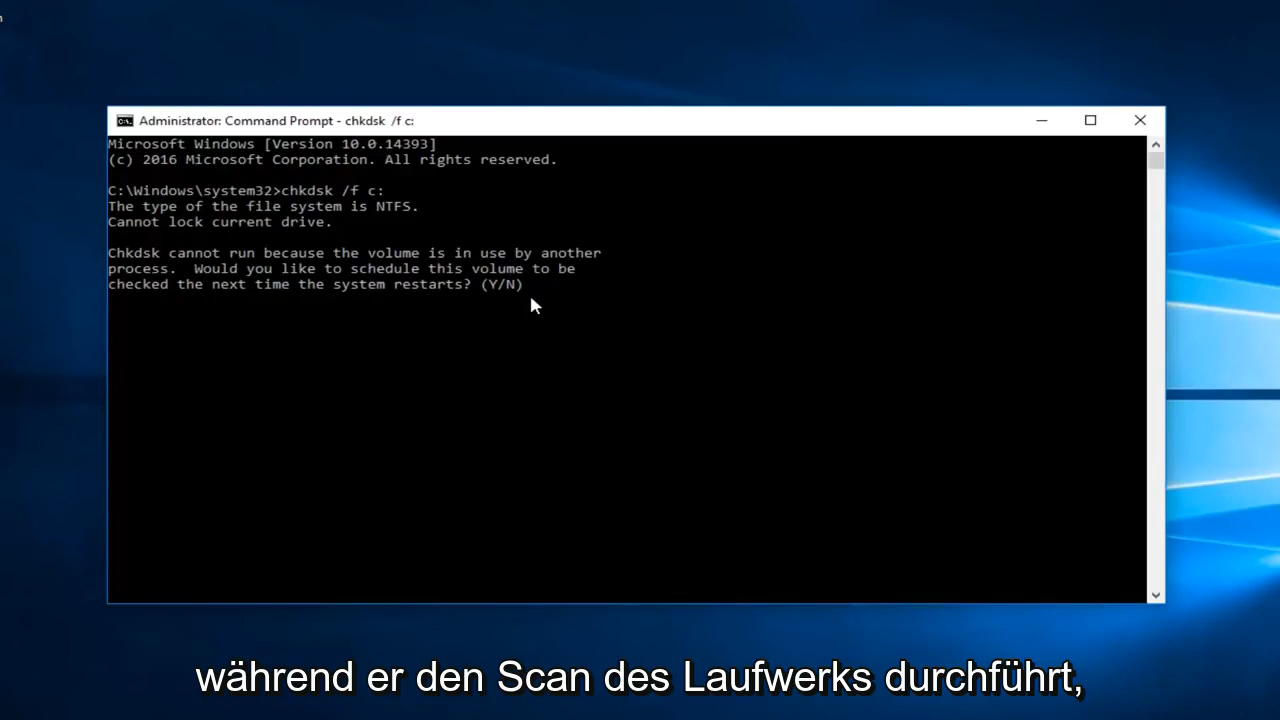 Administrator: Command Prompt - chkdsk /f c:
Microsoft Windows [Version 10.0.14393]
(c) 2016 Microsoft Corporation. All rights reserved.
C:\Windows\system32>chkdsk /f c:
The type of the file system is NTFS.
Cannot lock current drive.
Chkdsk cannot run because the volume is in use by another
process.  Would you like to schedule this volume to be
checked the next time the system restarts? (Y/N)
während er den Scan des Laufwerks durchführt,